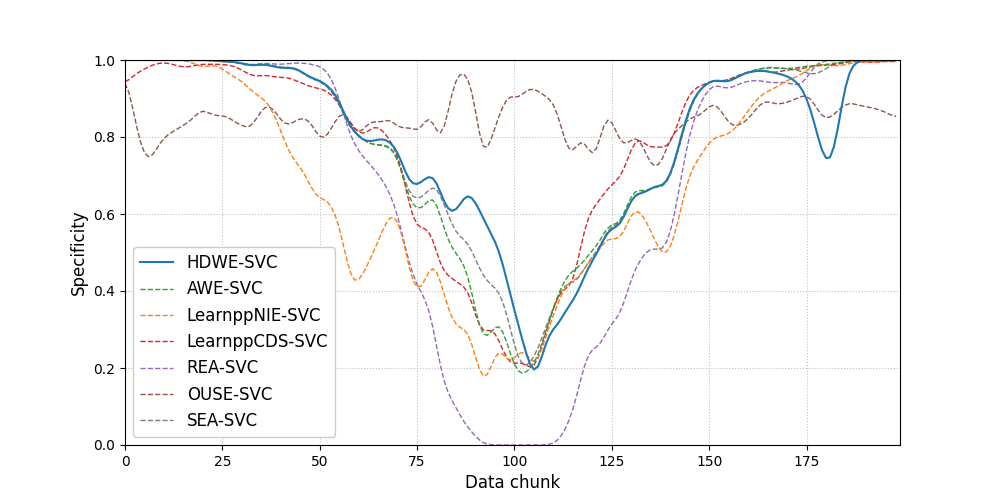 1.0
0.8
0.6
0.4
0.2
0.0
Specificity
HDWE-SVC
AWE-SVC
LearnppNIE-SVC
LearnppCDS-SVC
REA-SVC
OUSE-SVC
SEA-SVC
0 25 50 75 100 125 150 175
Data chunk